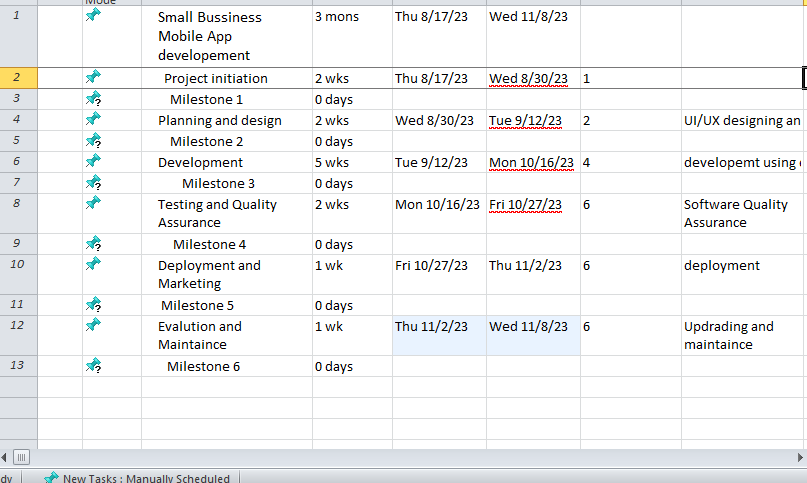 Mode
1 Small Bussiness Mobile App developement 3 mons Thu 8/17/23 Wed 11/8/23
2 Project initiation 2 wks Thu 8/17/23 Wed 8/30/23 1
3 Milestone 1 0 days
4 Planning and design 2 wks Wed 8/30/23 Tue 9/12/23 2 UI/UX designing an
5 Milestone 2 0 days
6 Development 5 wks Tue 9/12/23 Mon 10/16/23 4 developemt using
7 Milestone 3 0 days
8 Testing and Quality Assurance 2 wks Mon 10/16/23 Fri 10/27/23 6 Software Quality Assurance
9 Milestone 4 0 days
10 Deployment and Marketing 1 wk Fri 10/27/23 Thu 11/2/23 6 deployment
11 Milestone 5 0 days
12 Evalution and Maintaince 1 wk Thu 11/2/23 Wed 11/8/23 6 Updrading and maintaince
13 Milestone 6 0 days
dy New Tasks : Manually Scheduled